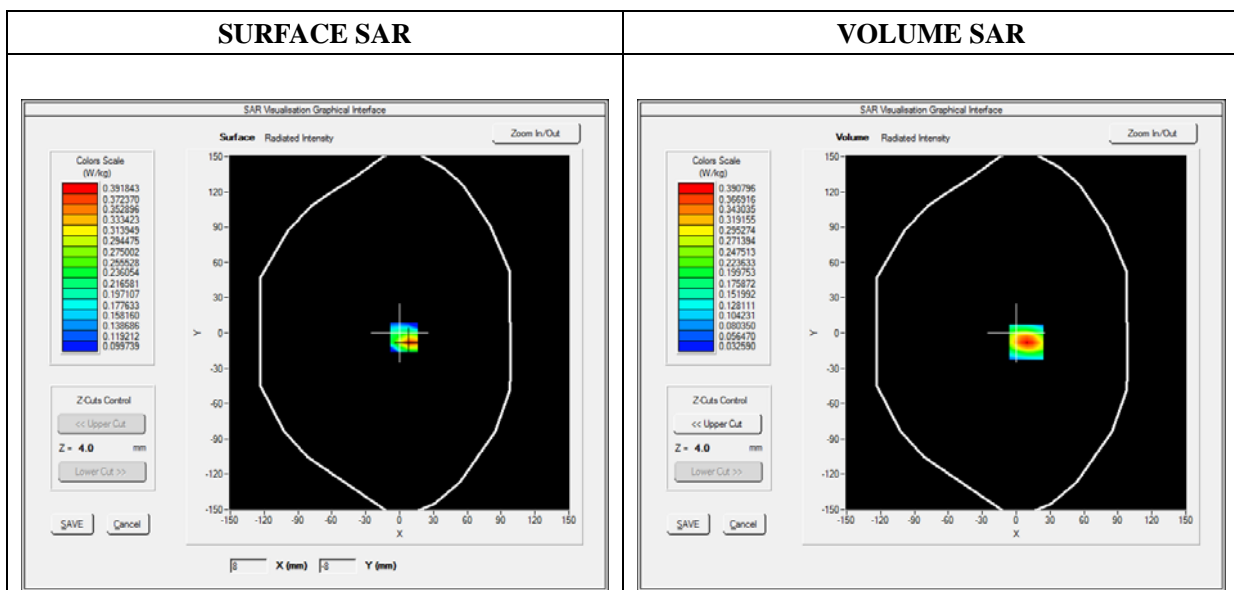 SURFACE SAR
VOLUME SAR
SAR Visualisation Graphical Interface
Surface Radiated Intensity
Zoom In/Out
Colors Scale
(W/kg)
0.391843
0.372370
0.352896
0.333423
0.313949
0.294475
0.275002
0.255528
0.236054
0.216581
0.197107
0.177633
0.158160
0.138686
0.119212
0.099739
Z-Cuts Control
<< Upper Cut
Z = 4.0 mm
Lower Cut >>
SAVE Cancel
150
120
90
60
30
0
-30
-60
-90
-120
-150
Y
-150 -120 -90 -60 -30 0 30 60 90 120 150
X
8 X (mm) -8 Y (mm)
SAR Visualisation Graphical Interface
Volume Radiated Intensity
Zoom In/Out
Colors Scale
(W/kg)
0.390796
0.366916
0.343035
0.319155
0.295274
0.271394
0.247513
0.223633
0.199753
0.175872
0.151992
0.128111
0.104231
0.080350
0.056470
0.032590
Z-Cuts Control
<< Upper Cut
Z = 4.0 mm
Lower Cut >>
SAVE Cancel
150
120
90
60
30
0
-30
-60
-90
-120
-150
Y
-150 -120 -90 -60 -30 0 30 60 90 120 150
X